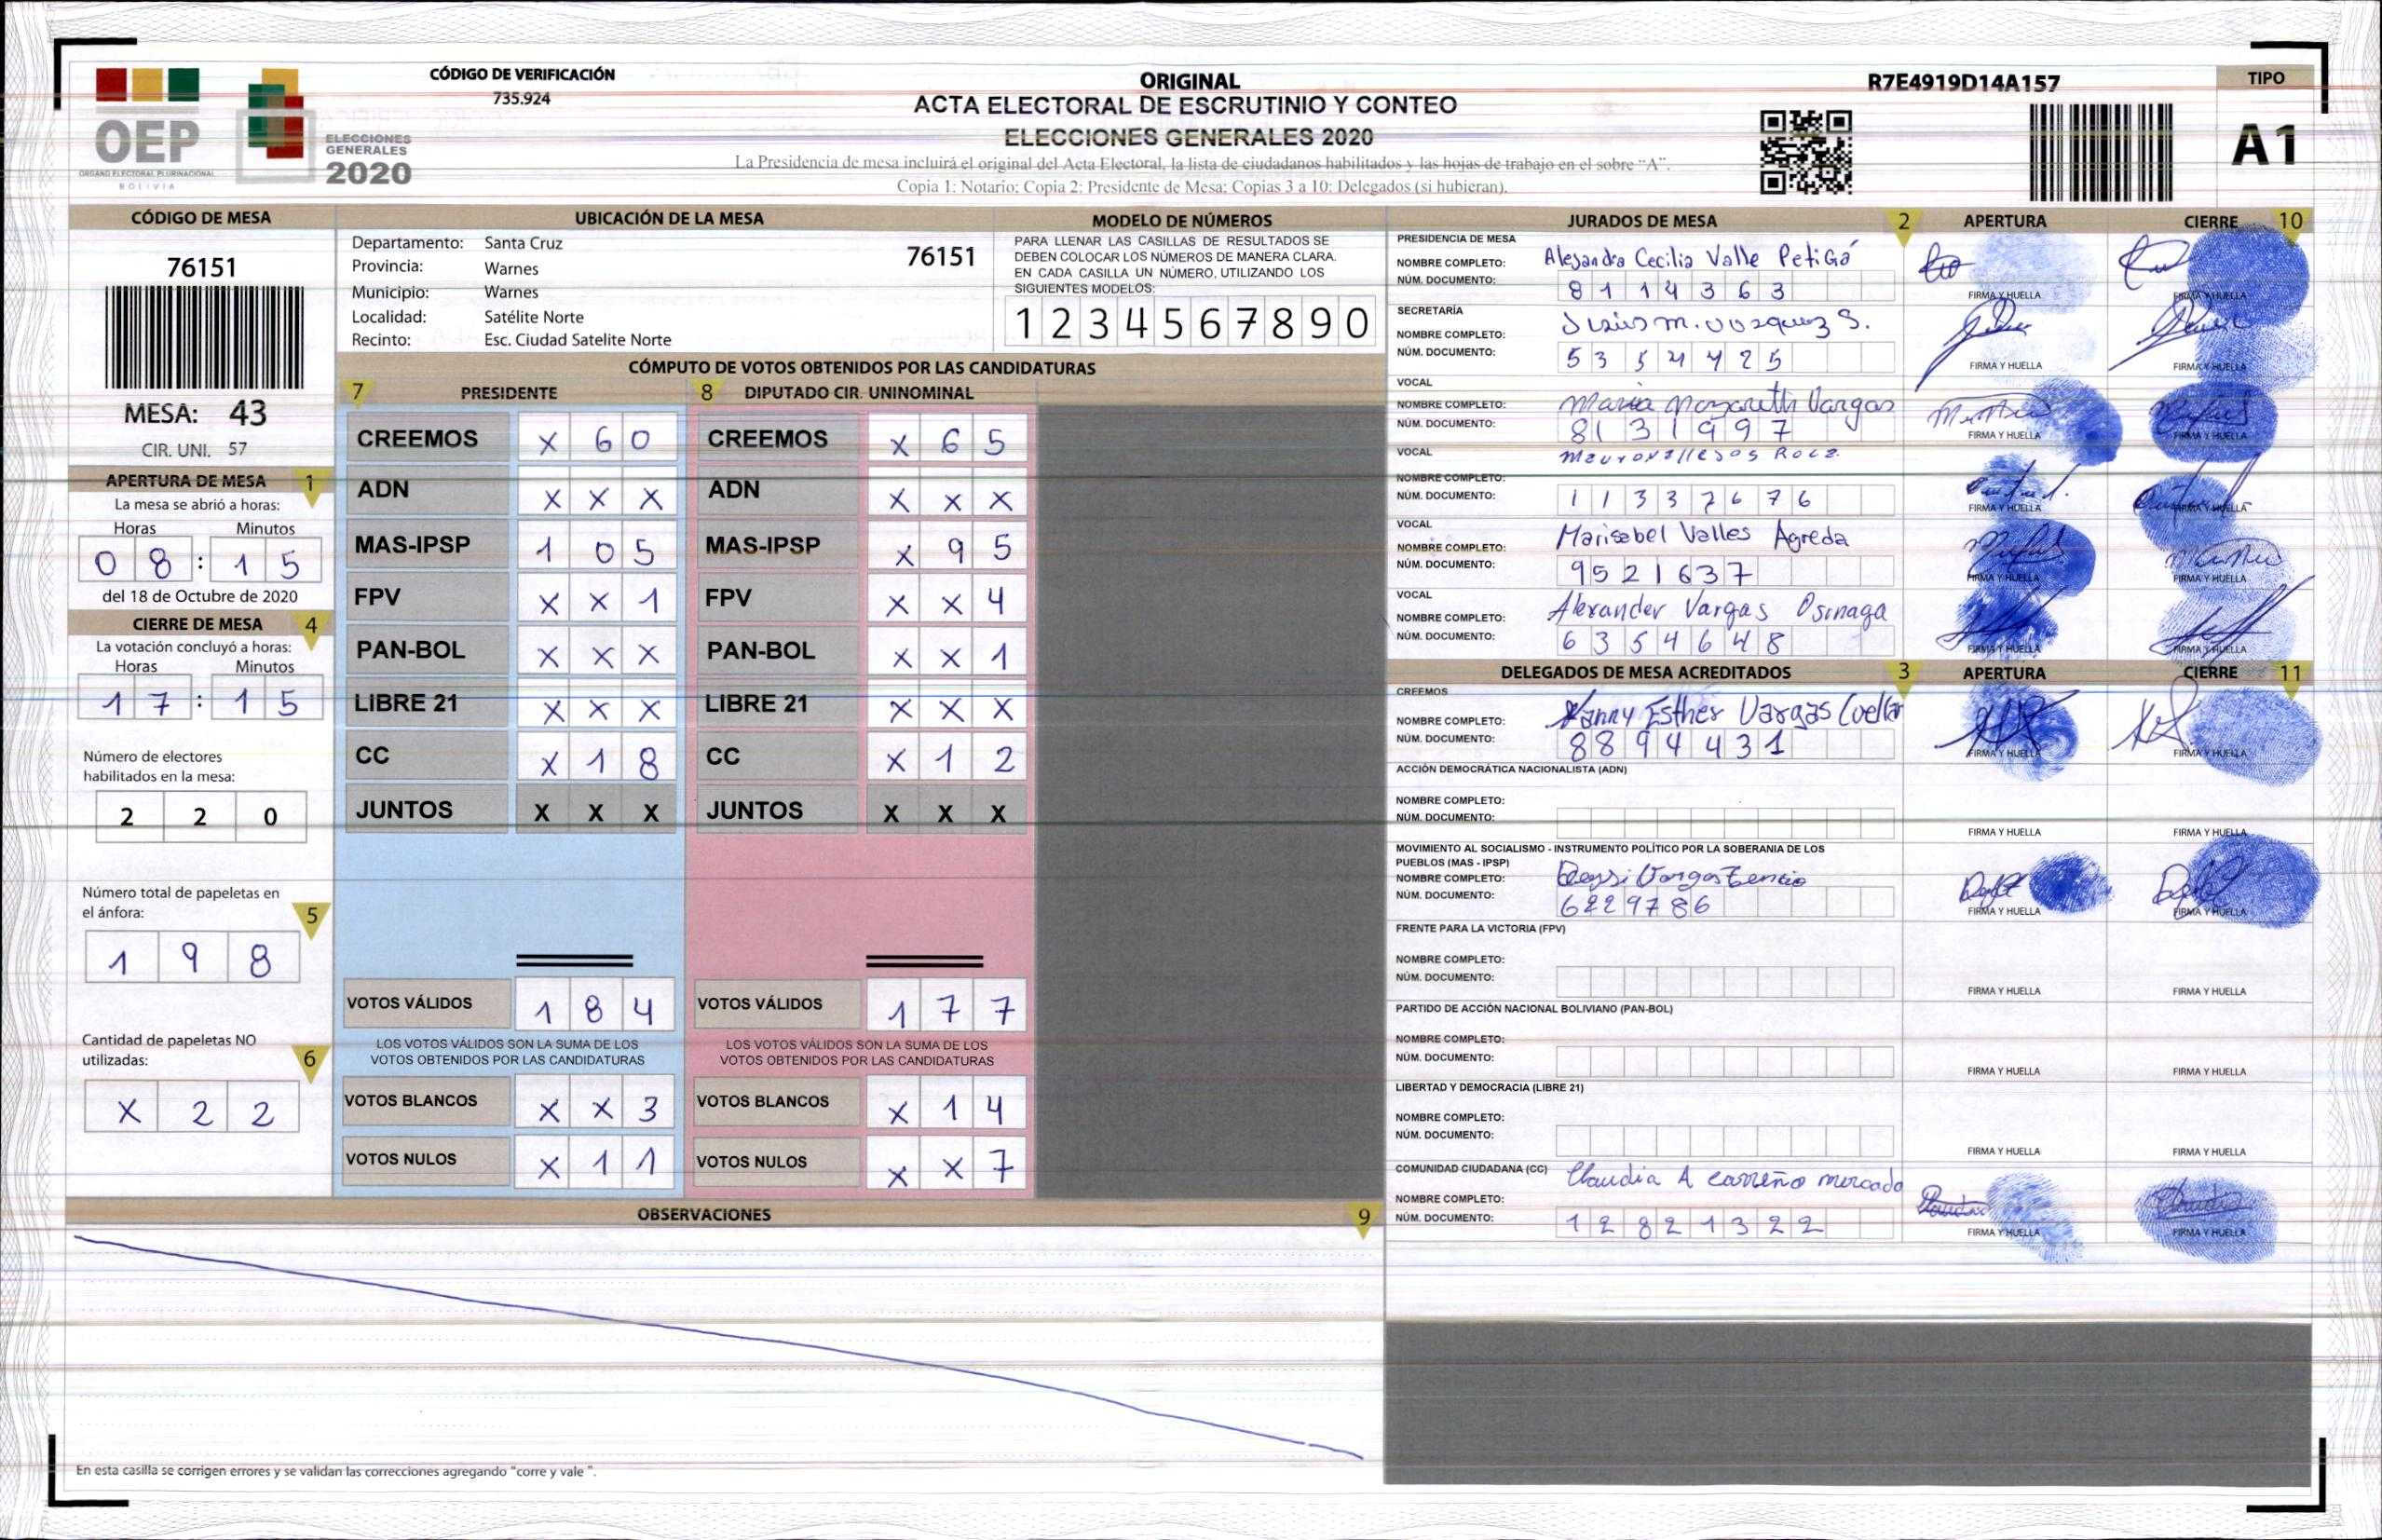 CÓDIGO DE VERIFICACIÓN
735.924
ORIGINAL
ACTA ELECTORAL DE ESCRUTINIO Y CONTEO
ELECCIONES GENERALES 2020
La Presidencia de mesa incluirá el original del Acta Electoral, la lista de ciudadanos habilitados y las hojas de trabajo en el sobre "A".
Copia 1: Notario; Copia 2: Presidente de Mesa; Copias 3 a 10: Delegados (si hubieran).
R7E4919D14A157
TIPO
A1
OEP
ÓRGANO ELECTORAL PLURINACIONAL
BOLIVIA
ELECCIONES
GENERALES
2020
CÓDIGO DE MESA
76151
MESA: 43
CIR. UNI. 57
APERTURA DE MESA 1
La mesa se abrió a horas:
Horas Minutos
0 8 : 1 5
del 18 de Octubre de 2020
CIERRE DE MESA 4
La votación concluyó a horas:
Horas Minutos
1 7 : 1 5
Número de electores
habilitados en la mesa:
2 2 0
Número total de papeletas en
el ánfora: 5
1 9 8
Cantidad de papeletas NO
utilizadas: 6
X 2 2
UBICACIÓN DE LA MESA
Departamento: Santa Cruz 76151
Provincia: Warnes
Municipio: Warnes
Localidad: Satélite Norte
Recinto: Esc. Ciudad Satelite Norte
MODELO DE NÚMEROS
PARA LLENAR LAS CASILLAS DE RESULTADOS SE
DEBEN COLOCAR LOS NÚMEROS DE MANERA CLARA.
EN CADA CASILLA UN NÚMERO, UTILIZANDO LOS
SIGUIENTES MODELOS:
1 2 3 4 5 6 7 8 9 0
CÓMPUTO DE VOTOS OBTENIDOS POR LAS CANDIDATURAS
7 PRESIDENTE
CREEMOS X 6 0
ADN X X X
MAS-IPSP 1 0 5
FPV X X 1
PAN-BOL X X X
LIBRE 21 X X X
CC X 1 8
JUNTOS X X X
VOTOS VÁLIDOS 1 8 4
LOS VOTOS VÁLIDOS SON LA SUMA DE LOS
VOTOS OBTENIDOS POR LAS CANDIDATURAS
VOTOS BLANCOS X X 3
VOTOS NULOS X 1 1
8 DIPUTADO CIR. UNINOMINAL
CREEMOS X 6 5
ADN X X X
MAS-IPSP X 9 5
FPV X X 4
PAN-BOL X X 1
LIBRE 21 X X X
CC X 1 2
JUNTOS X X X
VOTOS VÁLIDOS 1 7 7
LOS VOTOS VÁLIDOS SON LA SUMA DE LOS
VOTOS OBTENIDOS POR LAS CANDIDATURAS
VOTOS BLANCOS X 1 4
VOTOS NULOS X X 7
OBSERVACIONES 9
En esta casilla se corrigen errores y se validan las correcciones agregando "corre y vale ".
JURADOS DE MESA 2 APERTURA CIERRE 10
PRESIDENCIA DE MESA
NOMBRE COMPLETO: Alejandra Cecilia Valle Petigá
NÚM. DOCUMENTO: 8 1 1 4 3 6 3
FIRMA Y HUELLA FIRMA Y HUELLA
SECRETARÍA
NOMBRE COMPLETO: Jesús M. Vasquez S.
NÚM. DOCUMENTO: 5 3 5 4 4 2 5
FIRMA Y HUELLA FIRMA Y HUELLA
VOCAL
NOMBRE COMPLETO: Maria Nazareth Vargas
NÚM. DOCUMENTO: 8 1 3 1 9 9 7
FIRMA Y HUELLA FIRMA Y HUELLA
VOCAL
NOMBRE COMPLETO: Roca
NÚM. DOCUMENTO: 1 1 3 3 7 6 7 6
FIRMA Y HUELLA FIRMA Y HUELLA
VOCAL
NOMBRE COMPLETO: Marisabel Valles Agreda
NÚM. DOCUMENTO: 9 5 2 1 6 3 7
FIRMA Y HUELLA FIRMA Y HUELLA
VOCAL
NOMBRE COMPLETO: Alexander Vargas Osinaga
NÚM. DOCUMENTO: 6 3 5 4 6 4 8
FIRMA Y HUELLA FIRMA Y HUELLA
DELEGADOS DE MESA ACREDITADOS 3 APERTURA CIERRE 11
CREEMOS
NOMBRE COMPLETO: Esther Vargas Cuellar
NÚM. DOCUMENTO: 8 8 9 4 4 3 1
FIRMA Y HUELLA FIRMA Y HUELLA
ACCIÓN DEMOCRÁTICA NACIONALISTA (ADN)
NOMBRE COMPLETO:
NÚM. DOCUMENTO:
FIRMA Y HUELLA FIRMA Y HUELLA
MOVIMIENTO AL SOCIALISMO - INSTRUMENTO POLÍTICO POR LA SOBERANIA DE LOS
PUEBLOS (MAS - IPSP)
NOMBRE COMPLETO: Deysi Vargas
NÚM. DOCUMENTO: 6 2 2 9 7 8 6
FIRMA Y HUELLA FIRMA Y HUELLA
FRENTE PARA LA VICTORIA (FPV)
NOMBRE COMPLETO:
NÚM. DOCUMENTO:
FIRMA Y HUELLA FIRMA Y HUELLA
PARTIDO DE ACCIÓN NACIONAL BOLIVIANO (PAN-BOL)
NOMBRE COMPLETO:
NÚM. DOCUMENTO:
FIRMA Y HUELLA FIRMA Y HUELLA
LIBERTAD Y DEMOCRACIA (LIBRE 21)
NOMBRE COMPLETO:
NÚM. DOCUMENTO:
FIRMA Y HUELLA FIRMA Y HUELLA
COMUNIDAD CIUDADANA (CC) Claudia A Carreño mercado
NOMBRE COMPLETO:
NÚM. DOCUMENTO: 1 2 8 2 1 3 2 2
FIRMA Y HUELLA FIRMA Y HUELLA